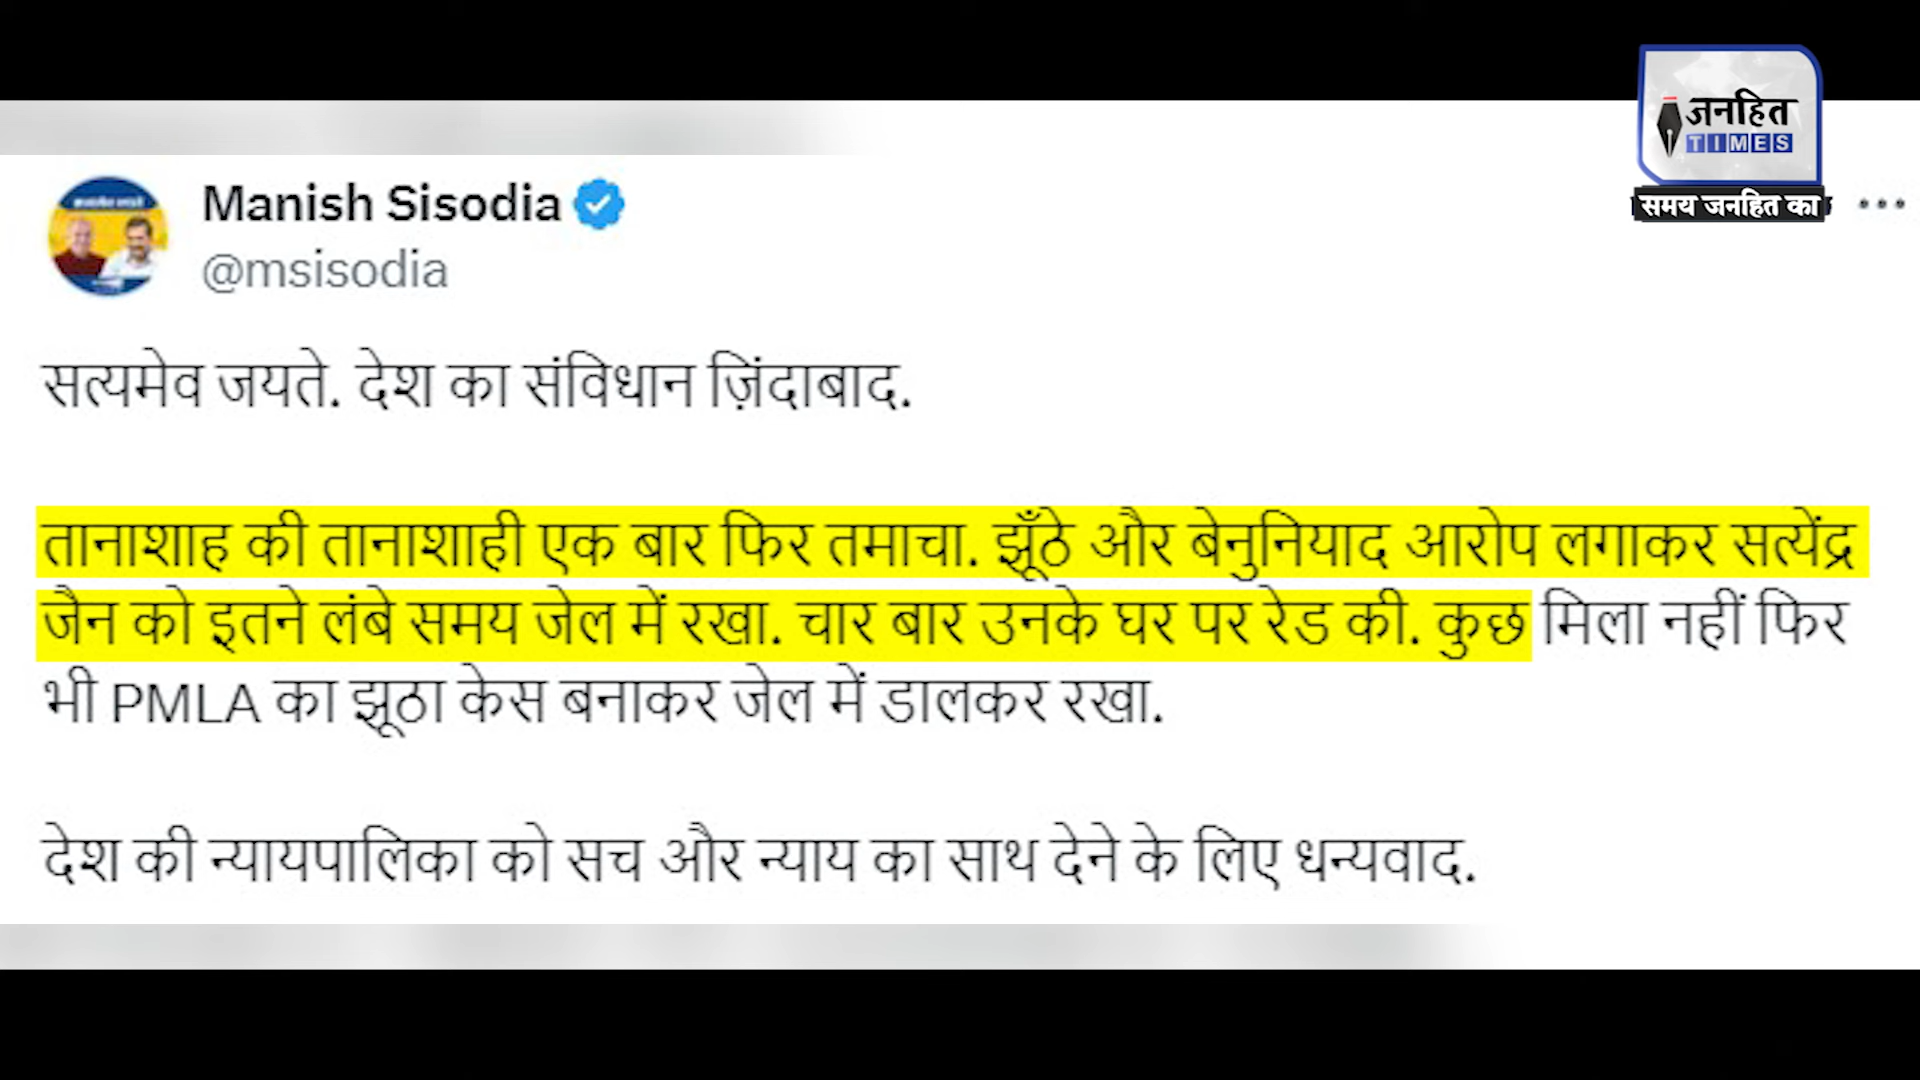 जनहित
TIMES
समय जनहित का
Manish Sisodia
@msisodia
सत्यमेव जयते. देश का संविधान ज़िंदाबाद.
तानाशाह की तानाशाही एक बार फिर तमाचा. झूँठे और बेनुनियाद आरोप लगाकर सत्येंद्र
जैन को इतने लंबे समय जेल में रखा. चार बार उनके घर पर रेड की. कुछ मिला नहीं फिर
भी PMLA का झूठा केस बनाकर जेल में डालकर रखा.
देश की न्यायपालिका को सच और न्याय का साथ देने के लिए धन्यवाद.